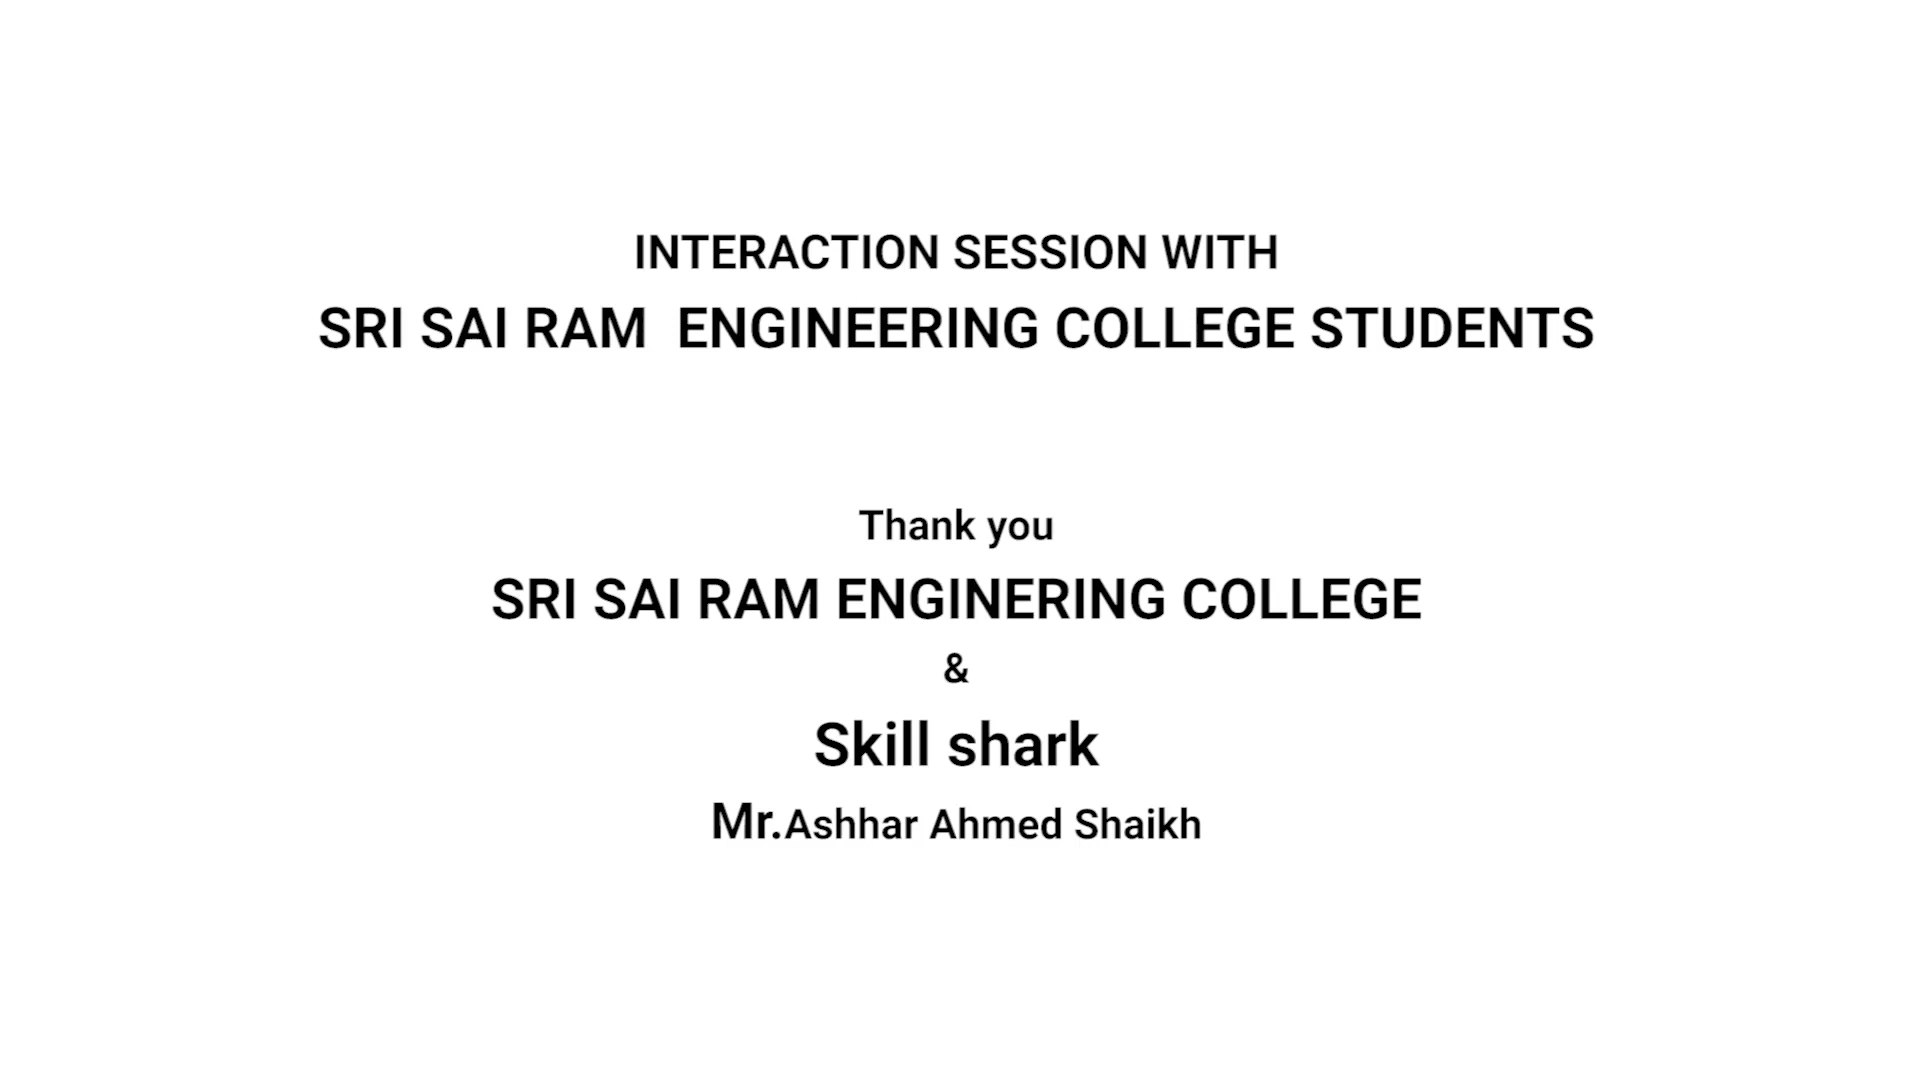 INTERACTION SESSION WITH
SRI SAI RAM  ENGINEERING COLLEGE STUDENTS
Thank you
SRI SAI RAM ENGINERING COLLEGE
&
Skill shark
Mr.Ashhar Ahmed Shaikh